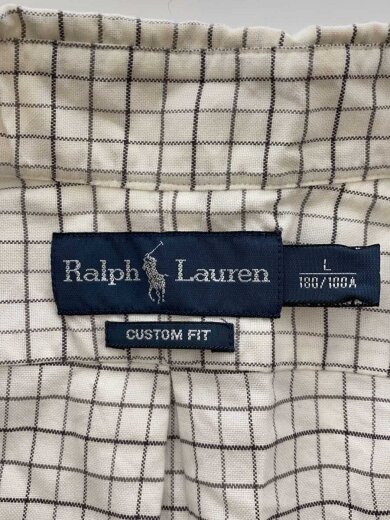 Ralph Lauren
L
180/100A
CUSTOM FIT